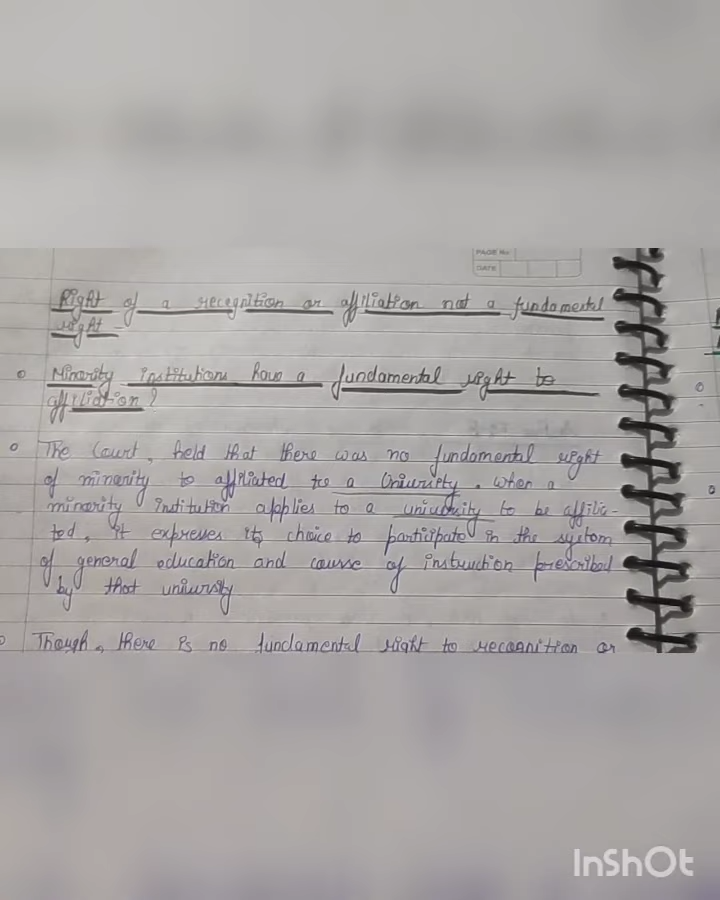 PAGE No
DATE
Right of a recognition or affiliation not a fundamental
right -
Minority institutions have a fundamental right to
affiliation?
The Court, held that there was no fundamental right
of minority to affiliated to a University. When a
minority institution applies to a university to be affilia-
ted, it expresses its choice to participate in the system
of general education and course of instruction prescribed
by that university
Though, there is no fundamental right to recognition or
InShOt